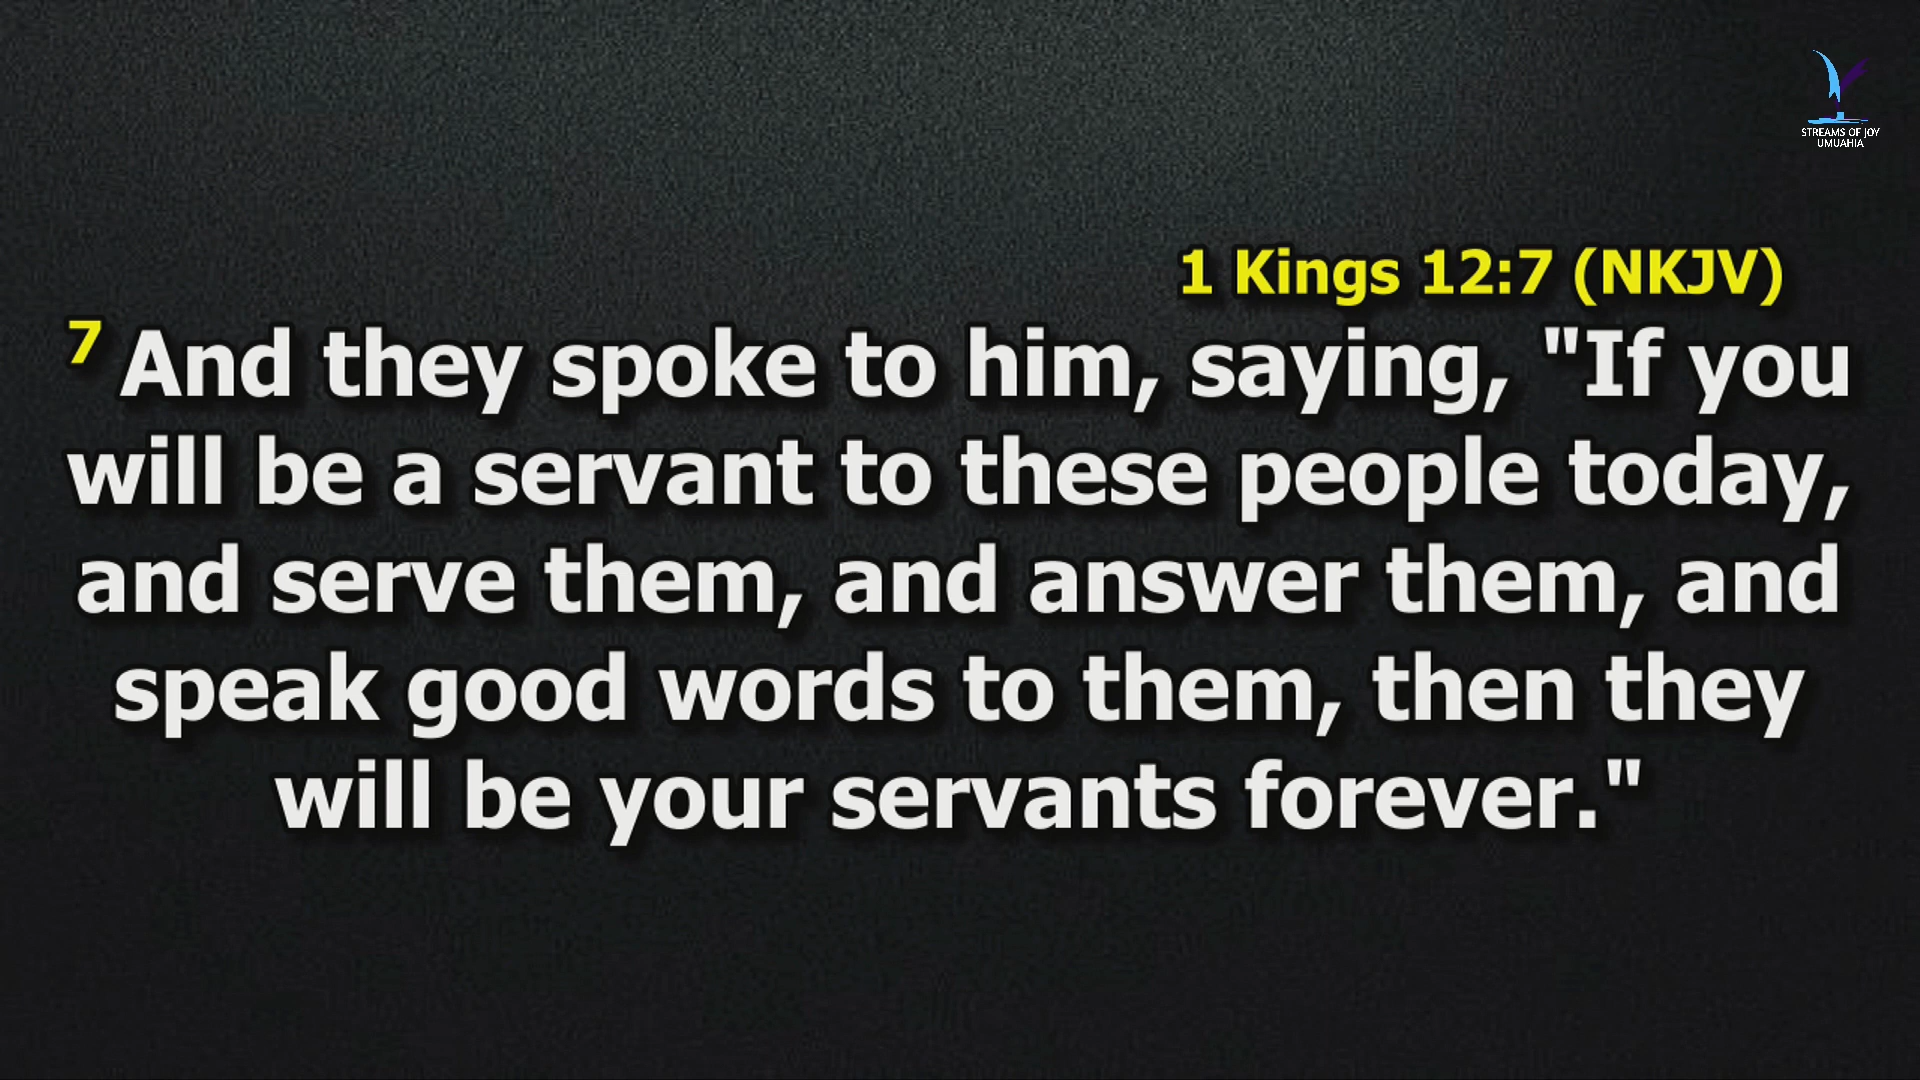 STREAMS OF JOY
UMUAHIA
1 Kings 12:7 (NKJV)
7 And they spoke to him, saying, "If you
will be a servant to these people today,
and serve them, and answer them, and
speak good words to them, then they
will be your servants forever."